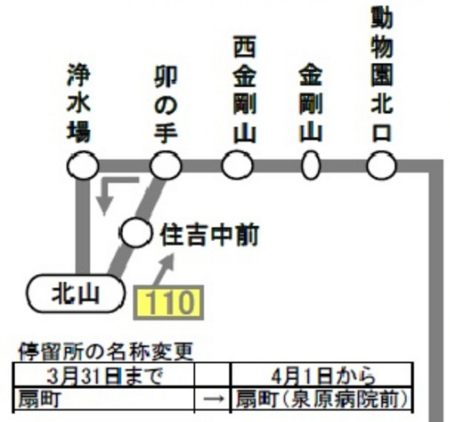 浄水場
卯の手
西金剛山
金剛山
動物園北口
住吉中前
北山
110
停留所の名称変更
3月31日まで 4月1日から
扇町 → 扇町(泉原病院前)